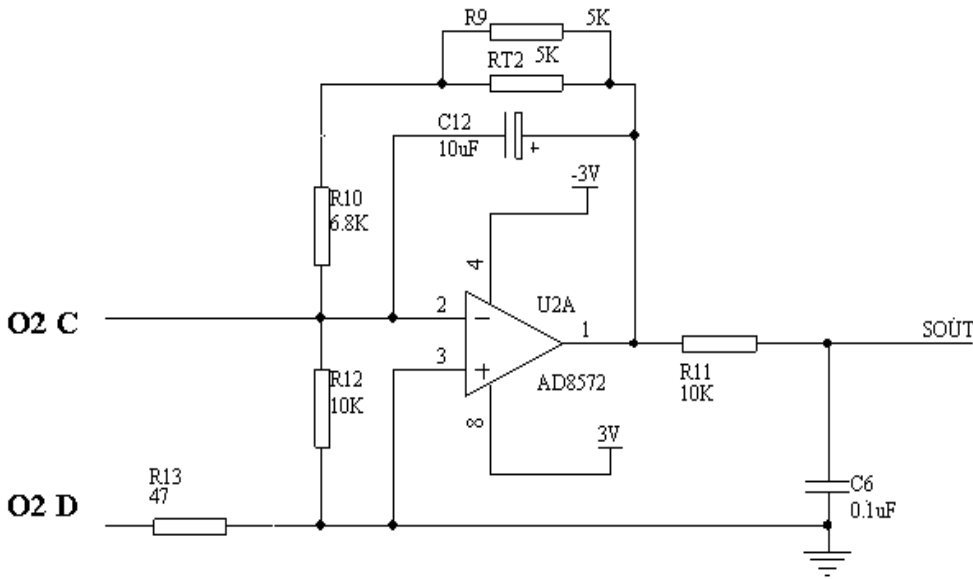 R9 5K
RT2 5K
C12
10uF
+
-3V
R10
6.8K
4
U2A
O2 C
2
1
SOUT
3
R12
10K
AD8572
R11
10K
8
3V
R13
47
O2 D
C6
0.1uF